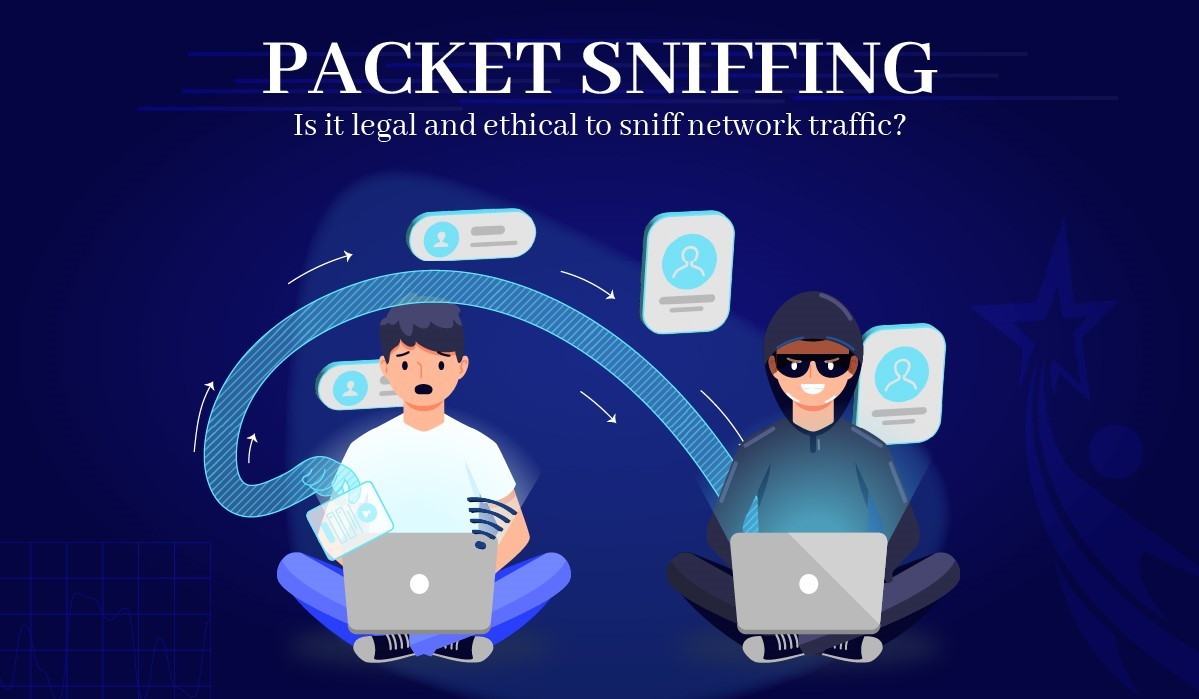 PACKET SNIFFING
Is it legal and ethical to sniff network traffic?